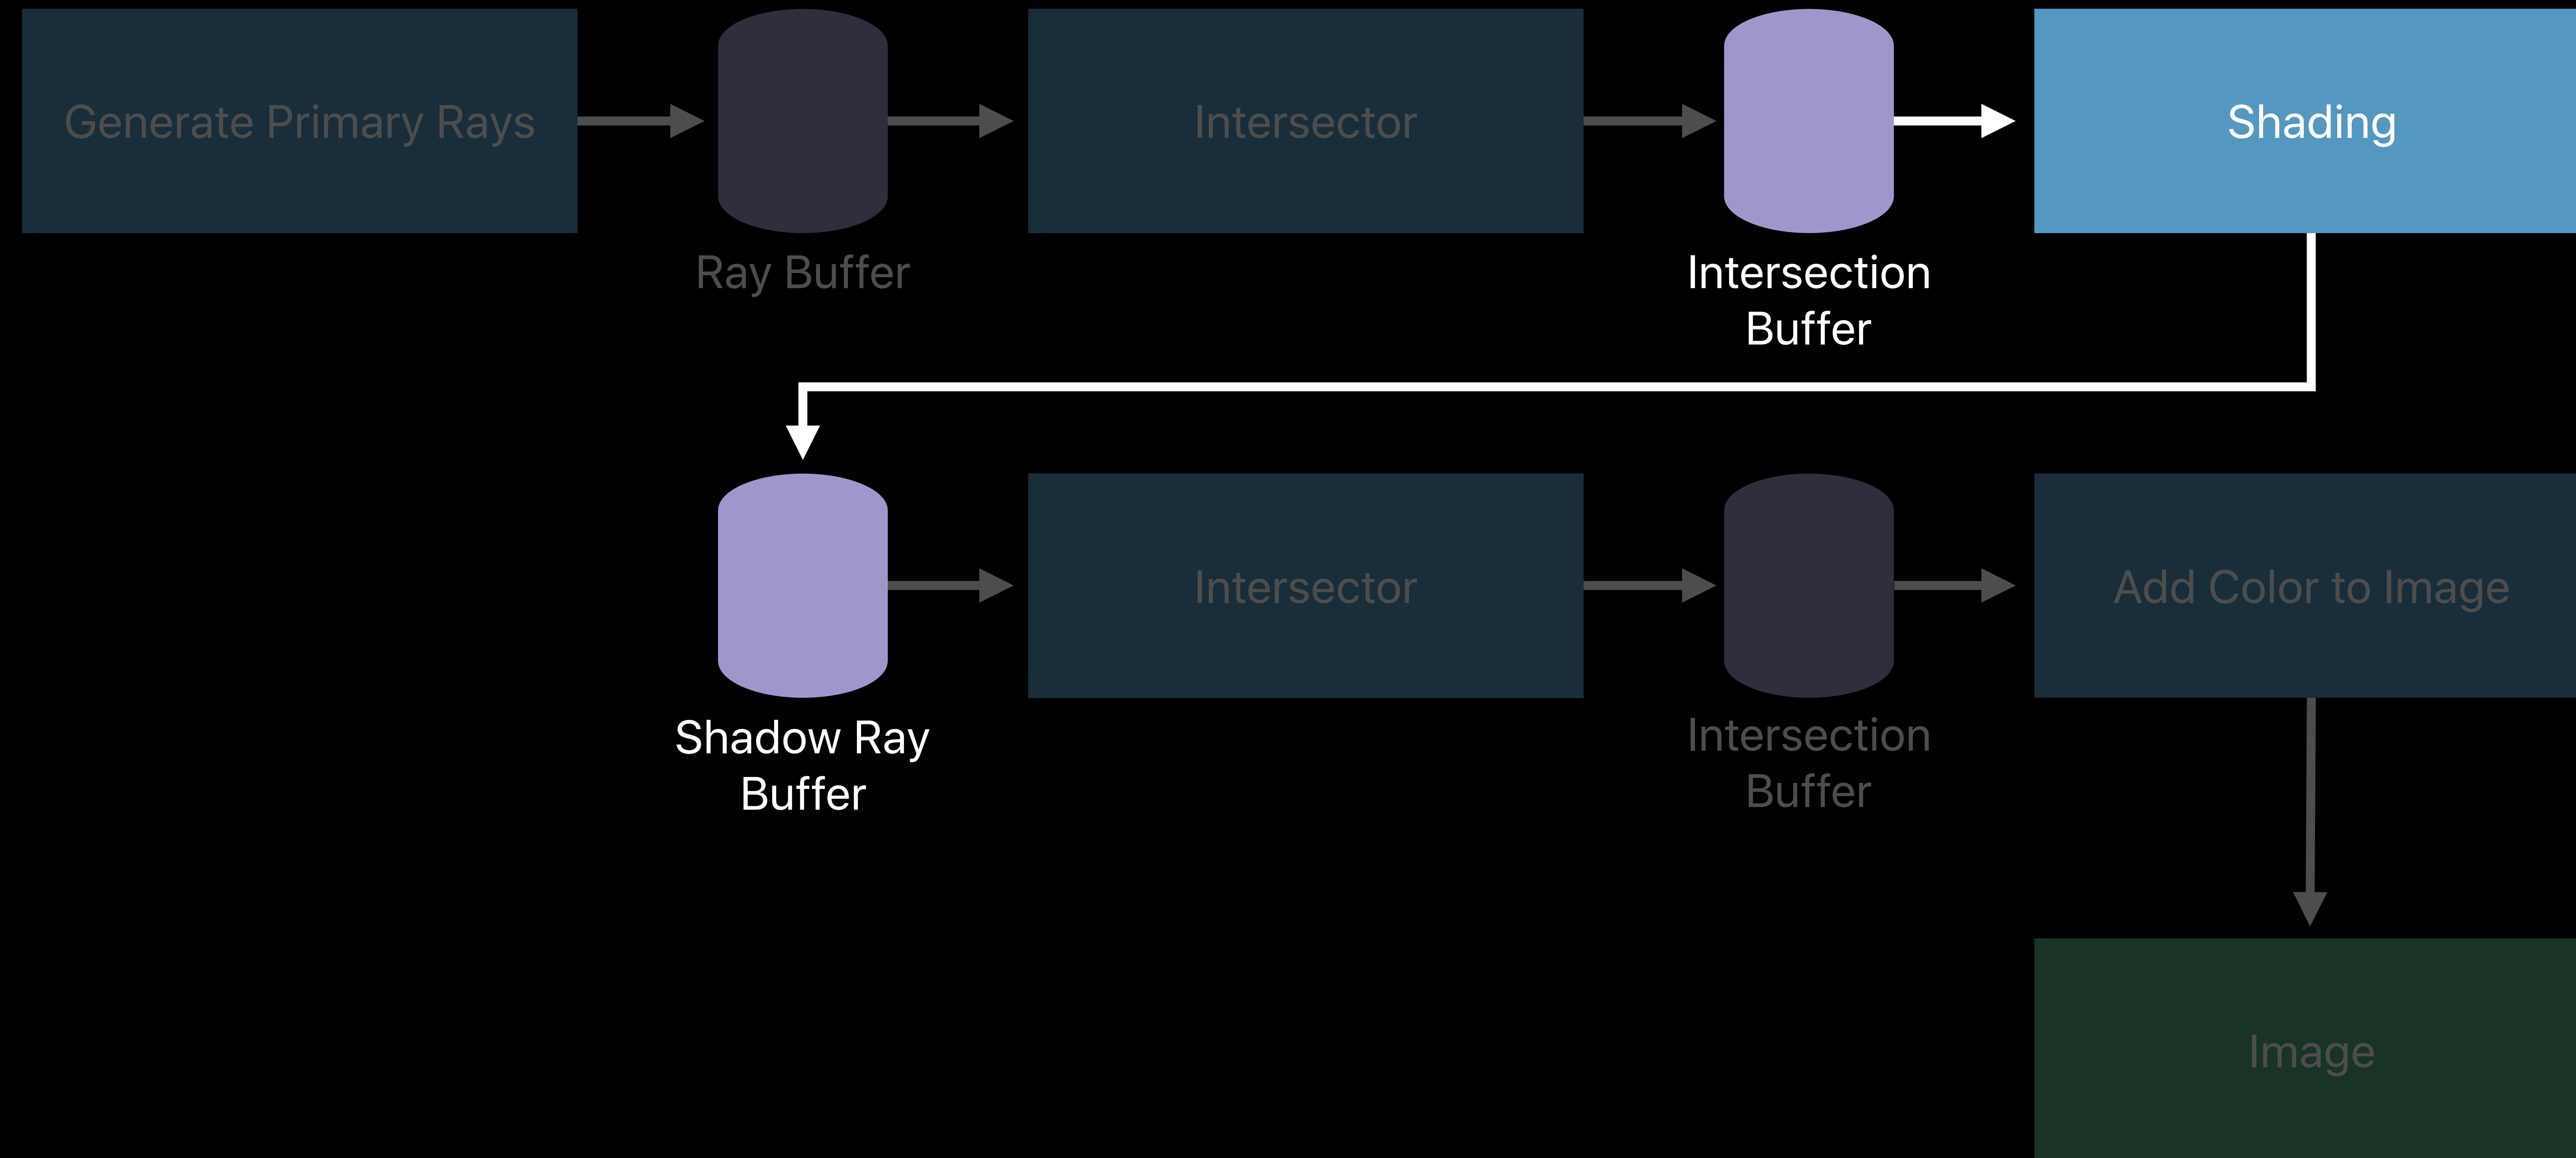 Generate Primary Rays
Intersector
Shading
Ray Buffer
Intersection
Buffer
Intersector
Add Color to Image
Shadow Ray
Buffer
Intersection
Buffer
Image